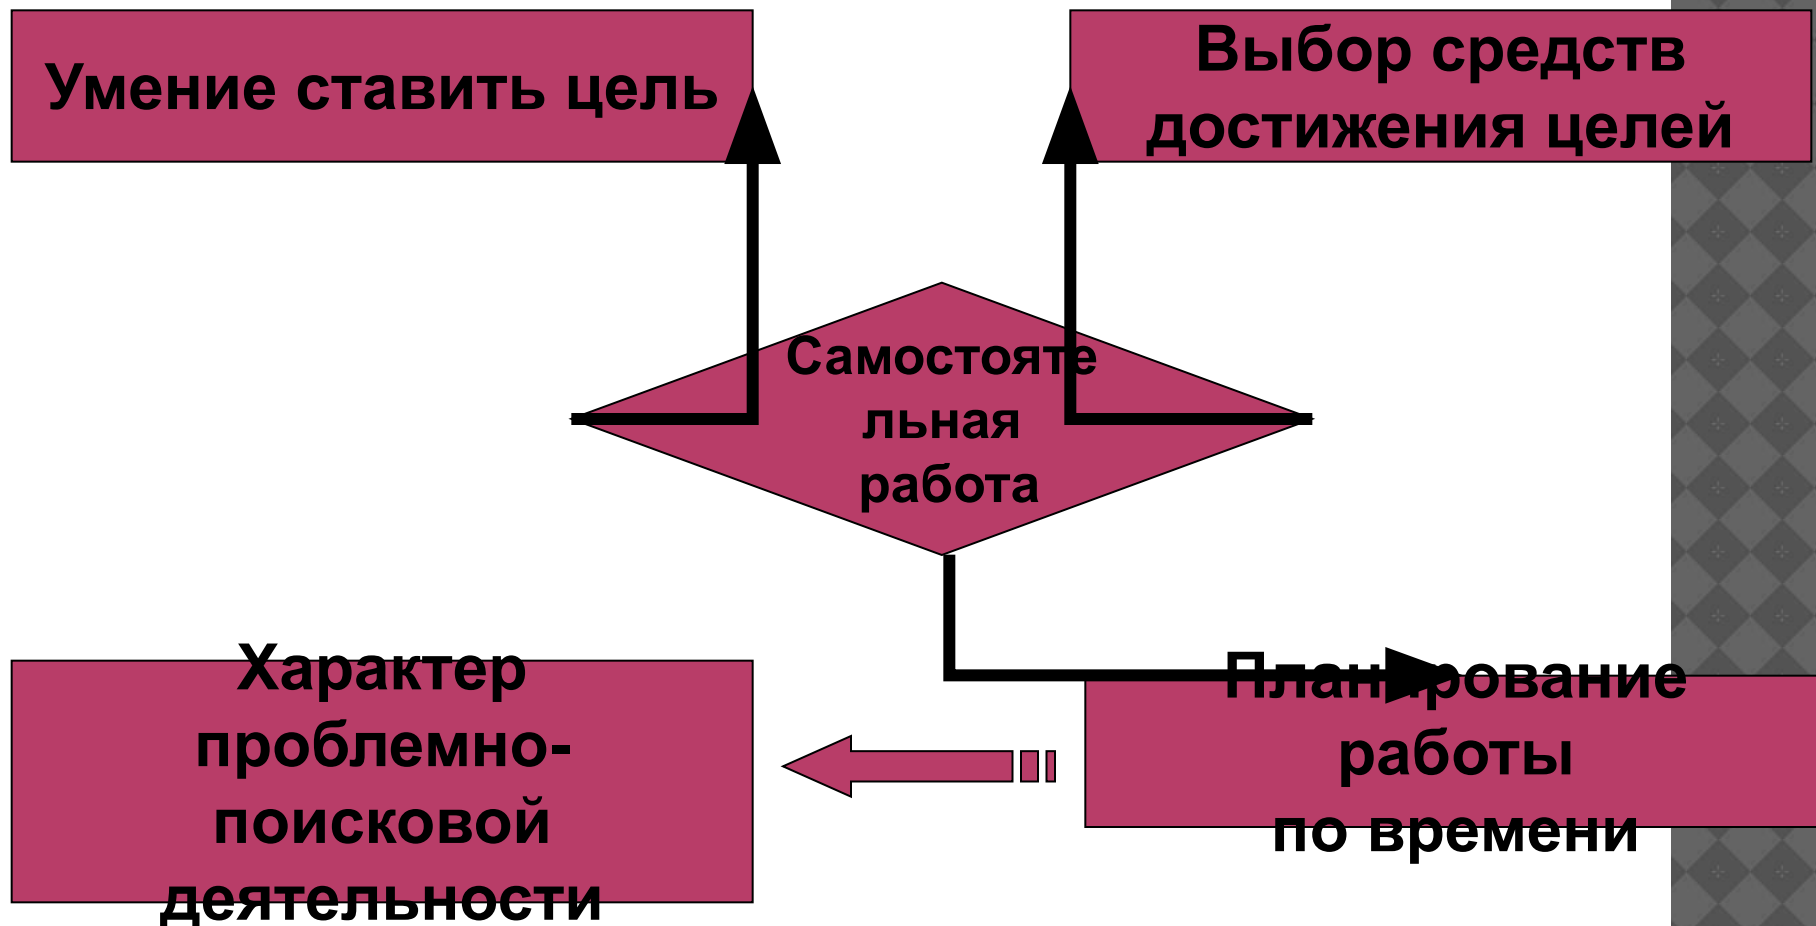 Умение ставить цель
Выбор средств
достижения целей
Самостояте
льная
работа
Характер
проблемно-
поисковой
деятельности
Планирование
работы
по времени